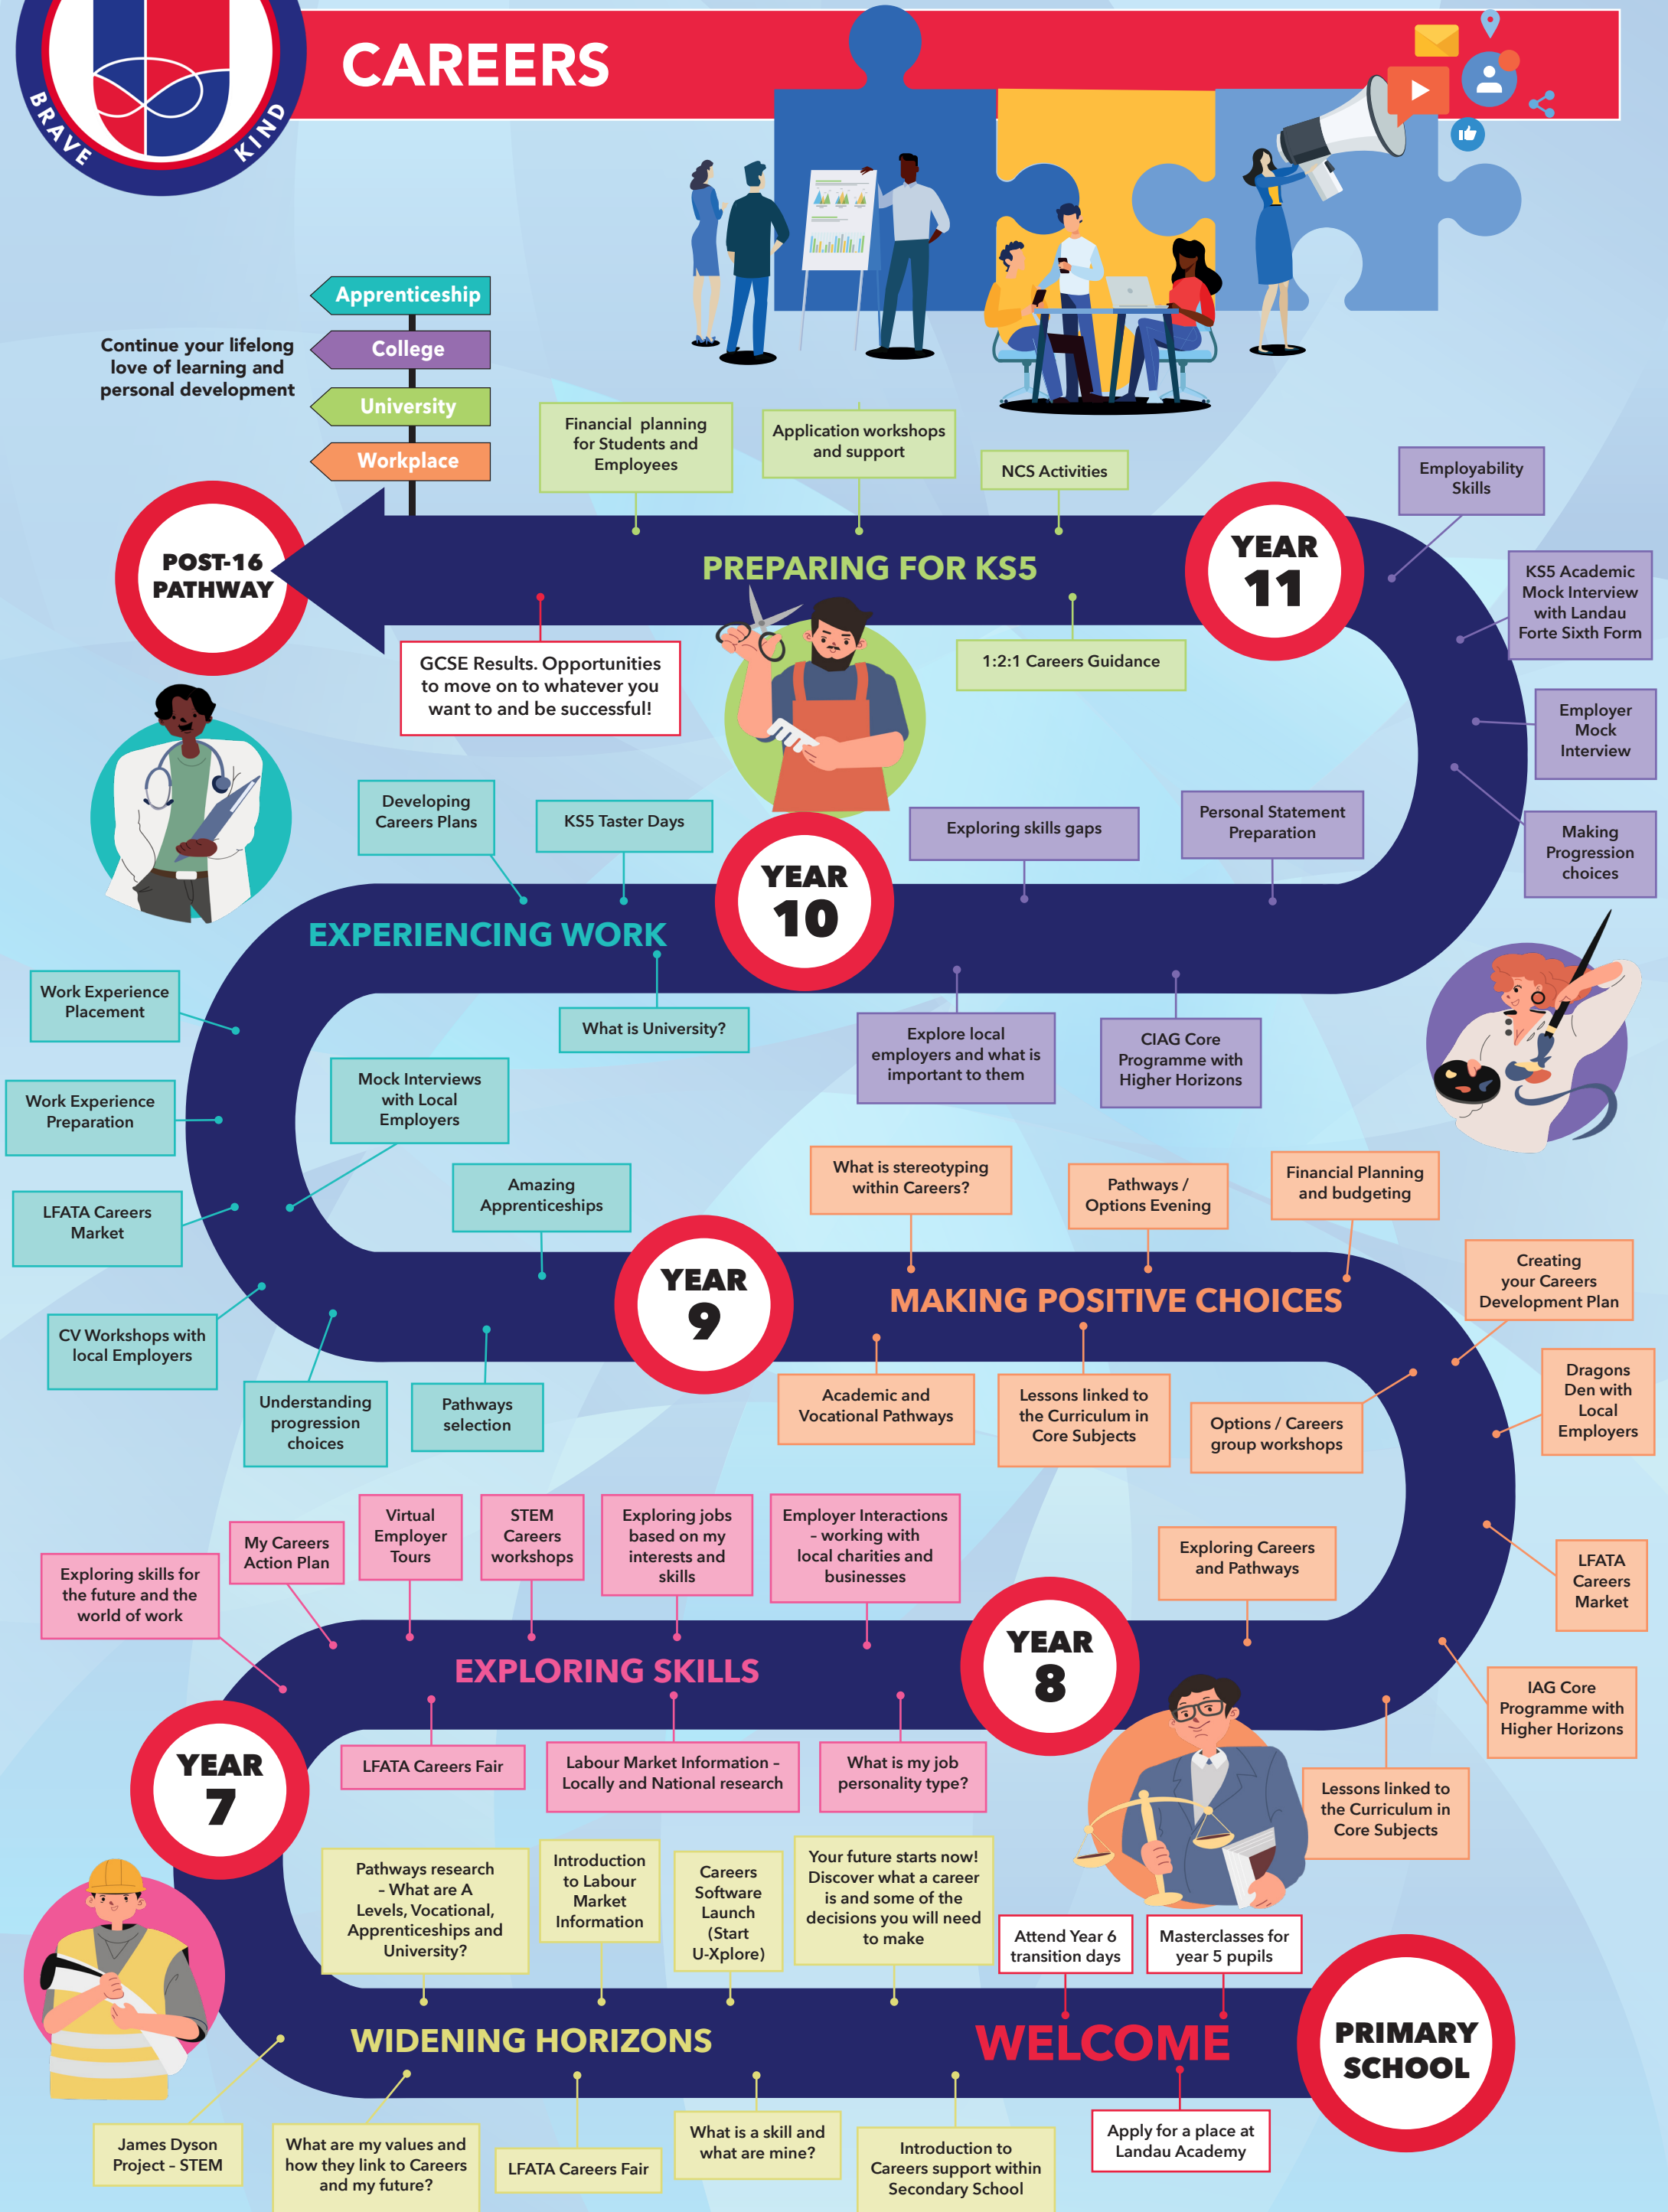 BRAVE
KIND
CAREERS
Apprenticeship
College
University
Workplace
Continue your lifelong
love of learning and
personal development
Financial planning
for Students and
Employees
Application workshops
and support
NCS Activities
Employability
Skills
POST-16
PATHWAY
PREPARING FOR KS5
YEAR
11
KS5 Academic
Mock Interview
with Landau
Forte Sixth Form
GCSE Results. Opportunities
to move on to whatever you
want to and be successful!
1:2:1 Careers Guidance
Employer
Mock
Interview
Making
Progression
choices
Developing
Careers Plans
KS5 Taster Days
YEAR
10
Exploring skills gaps
Personal Statement
Preparation
EXPERIENCING WORK
Work Experience
Placement
What is University?
Explore local
employers and what is
important to them
CIAG Core
Programme with
Higher Horizons
Work Experience
Preparation
Mock Interviews
with Local
Employers
LFATA Careers
Market
Amazing
Apprenticeships
What is stereotyping
within Careers?
Pathways /
Options Evening
Financial Planning
and budgeting
YEAR
9
MAKING POSITIVE CHOICES
Creating
your Careers
Development Plan
CV Workshops with
local Employers
Understanding
progression
choices
Pathways
selection
Academic and
Vocational Pathways
Lessons linked to
the Curriculum in
Core Subjects
Options / Careers
group workshops
Dragons
Den with
Local
Employers
Exploring skills for
the future and the
world of work
My Careers
Action Plan
Virtual
Employer
Tours
STEM
Careers
workshops
Exploring jobs
based on my
interests and
skills
Employer Interactions
– working with
local charities and
businesses
Exploring Careers
and Pathways
LFATA
Careers
Market
EXPLORING SKILLS
YEAR
8
IAG Core
Programme with
Higher Horizons
YEAR
7
LFATA Careers Fair
Labour Market Information –
Locally and National research
What is my job
personality type?
Lessons linked to
the Curriculum in
Core Subjects
Pathways research
– What are A
Levels, Vocational,
Apprenticeships and
University?
Introduction
to Labour
Market
Information
Careers
Software
Launch
(Start
U-Xplore)
Your future starts now!
Discover what a career
is and some of the
decisions you will need
to make
Attend Year 6
transition days
Masterclasses for
year 5 pupils
WIDENING HORIZONS
WELCOME
PRIMARY
SCHOOL
James Dyson
Project – STEM
What are my values and
how they link to Careers
and my future?
LFATA Careers Fair
What is a skill and
what are mine?
Introduction to
Careers support within
Secondary School
Apply for a place at
Landau Academy